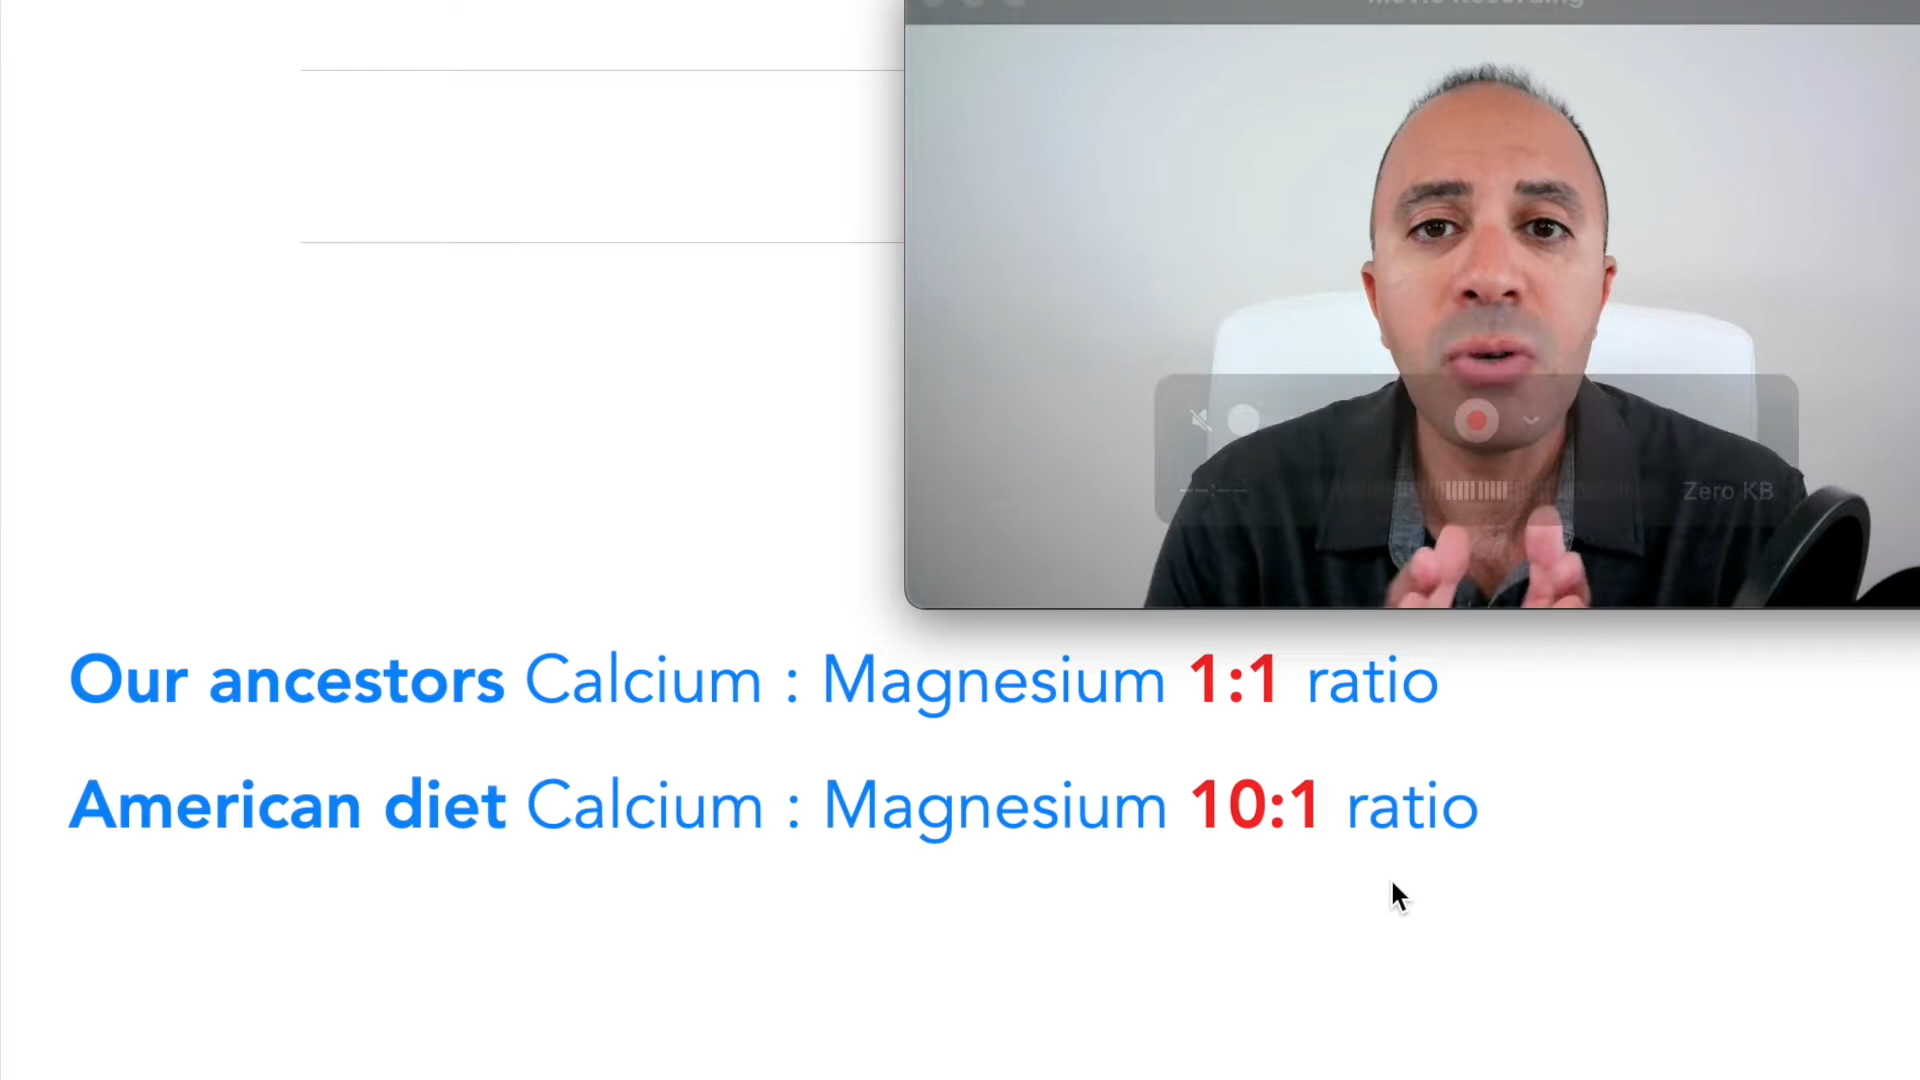 Zero KB
Our ancestors Calcium : Magnesium 1:1 ratio
American diet Calcium : Magnesium 10:1 ratio